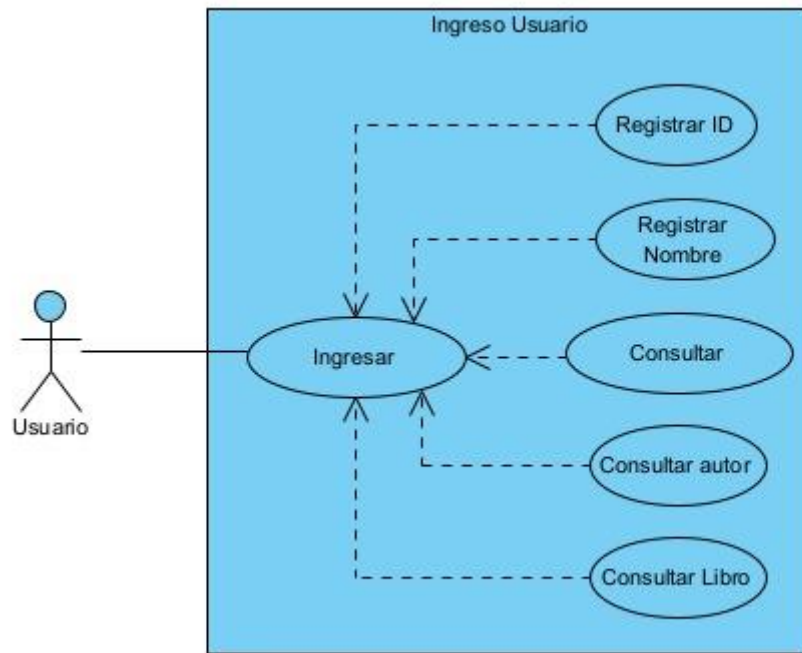 Ingreso Usuario
Registrar ID
Registrar
Nombre
Ingresar
Consultar
Usuario
Consultar autor
Consultar Libro